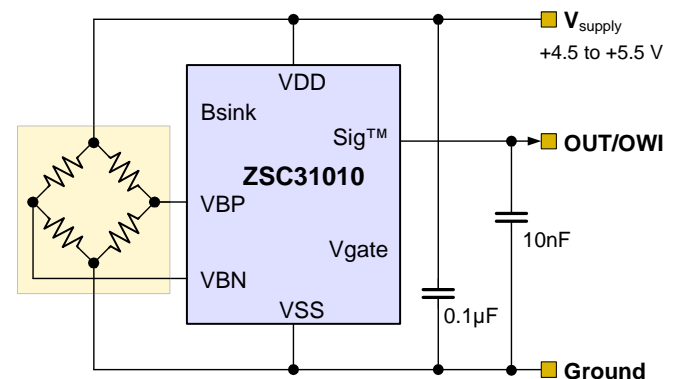 Vsupply
+4.5 to +5.5 V
VDD
Bsink
Sig™
OUT/OWI
ZSC31010
VBP
10nF
Vgate
VBN
VSS
0.1µF
Ground